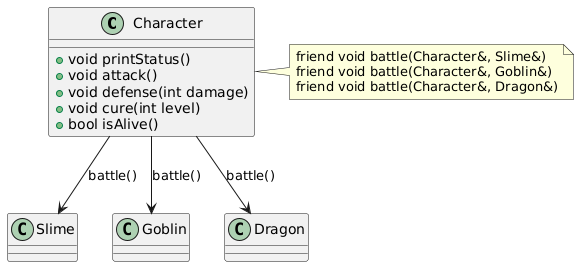 C Character
void printStatus()
void attack()
void defense(int damage)
void cure(int level)
bool isAlive()
friend void battle(Character&, Slime&)
friend void battle(Character&, Goblin&)
friend void battle(Character&, Dragon&)
battle() battle() battle()
C Slime
C Goblin
C Dragon